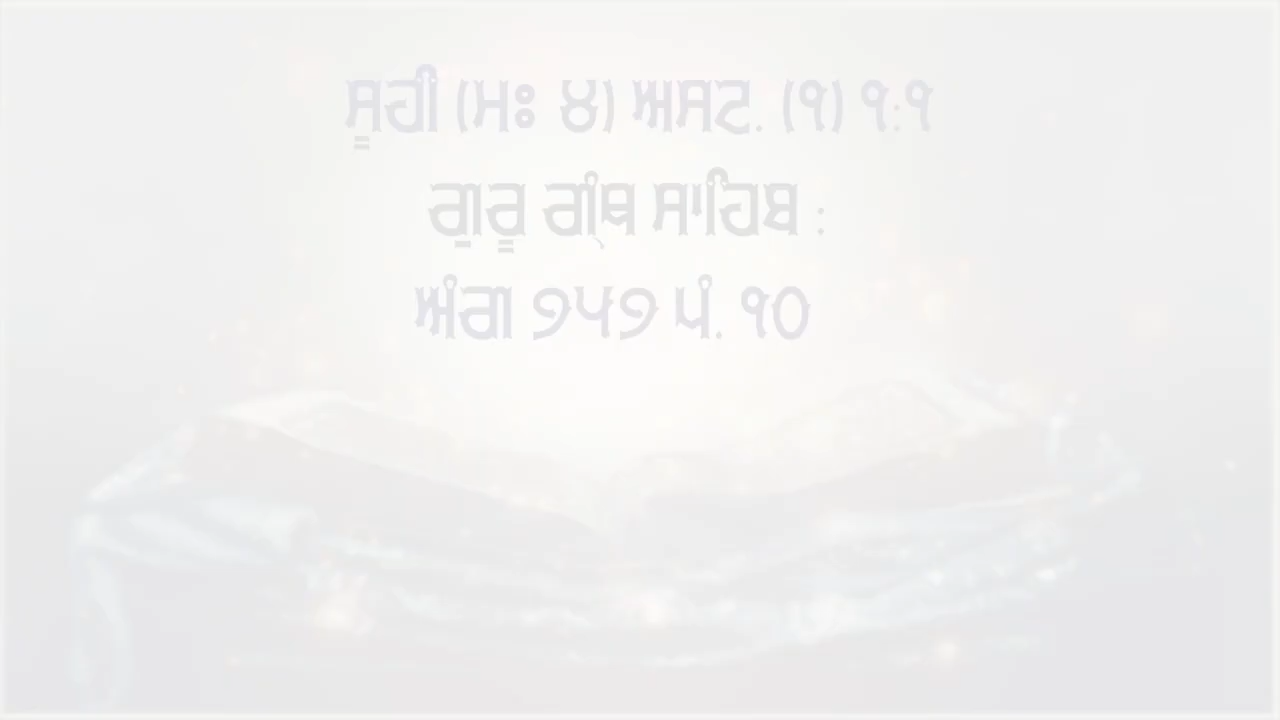 ਸੂਹੀ (ਮਃ ੪) ਅਸਟ. (੧) ੧:੧
ਗੁਰੂ ਗ੍ਰੰਥ ਸਾਹਿਬ :
ਅੰਗ ੭੫੭ ਪੰ. ੧੦